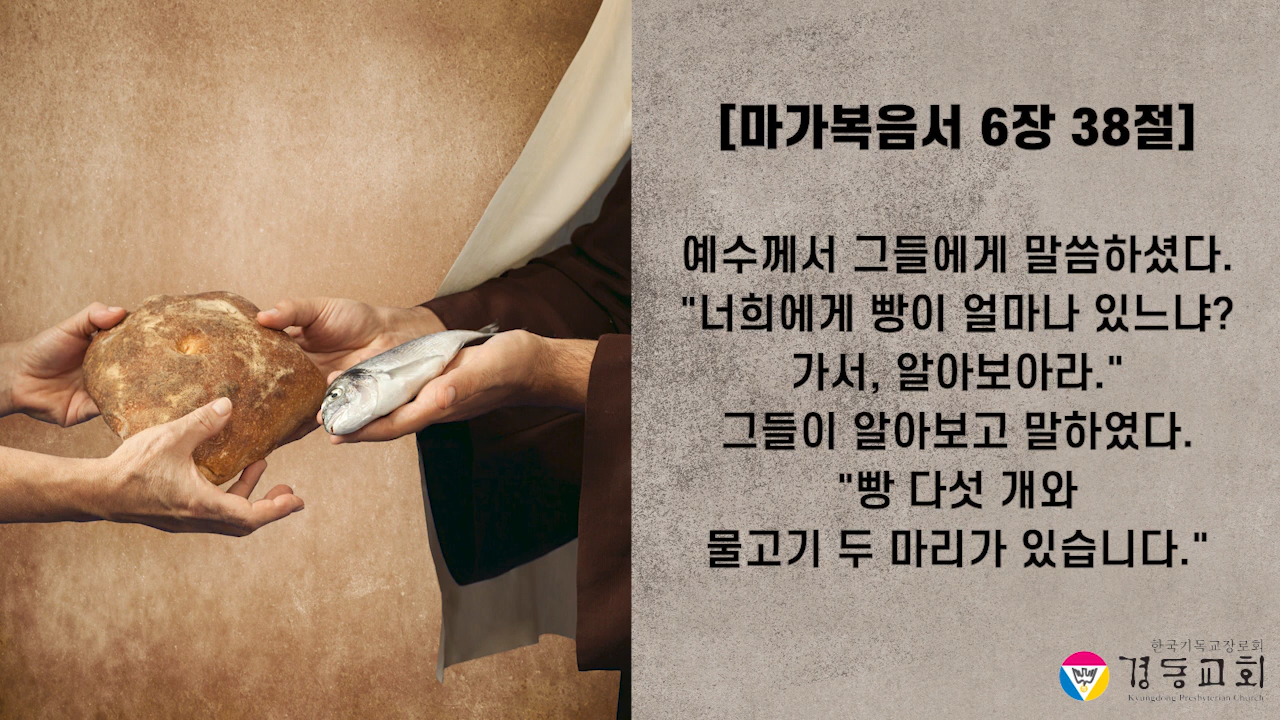 [마가복음서 6장 38절]
예수께서 그들에게 말씀하셨다.
"너희에게 빵이 얼마나 있느냐?
가서, 알아보아라."
그들이 알아보고 말하였다.
"빵 다섯 개와
물고기 두 마리가 있습니다."
한국기독교장로회
경동교회
Kyungdong Presbyterian Church